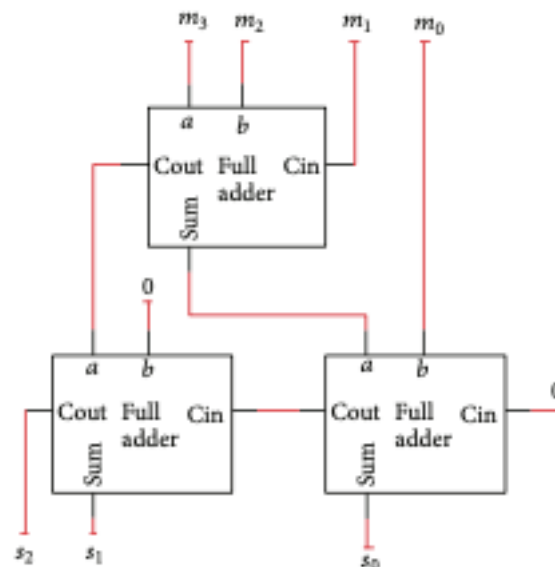 m₃ m₂ m₁ m₀
a b
Cout Full adder Cin
Sum
0
a b
Cout Full adder Cin
Sum
a b
Cout Full adder Cin
Sum
0
s₂ s₁ s₀